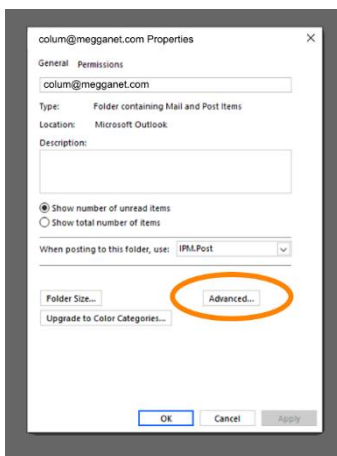 colum@megganet.com Properties
General Permissions
colum@megganet.com
Type: Folder containing Mail and Post Items
Location: Microsoft Outlook
Description:
Show number of unread items
Show total number of items
When posting to this folder, use: IPM.Post
Folder Size... Advanced...
Upgrade to Color Categories...
OK Cancel Apply